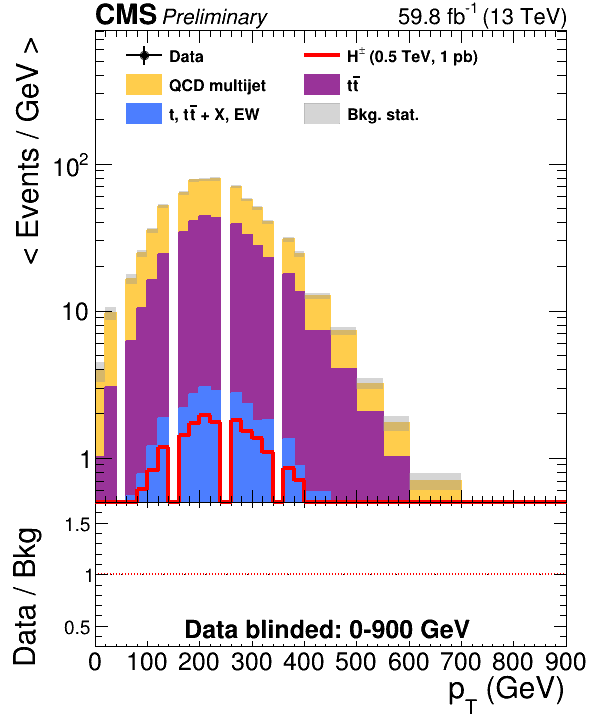 CMS Preliminary 59.8 fb⁻¹ (13 TeV)
Data H± (0.5 TeV, 1 pb)
QCD multijet tt̅
t, tt̅ + X, EW Bkg. stat.
< Events / GeV >
10²
10
1
Data / Bkg
1.5
1
0.5
Data blinded: 0-900 GeV
0 100 200 300 400 500 600 700 800 900
p_T (GeV)